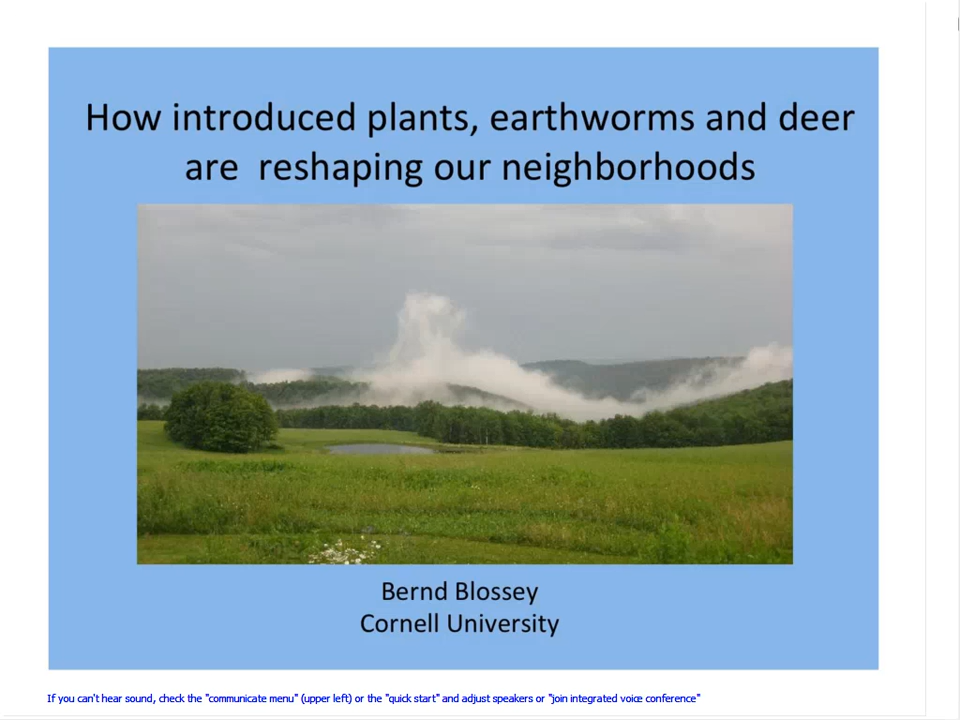 How introduced plants, earthworms and deer
are  reshaping our neighborhoods
Bernd Blossey
Cornell University
If you can't hear sound, check the "communicate menu" (upper left) or the "quick start" and adjust speakers or "join integrated voice conference"